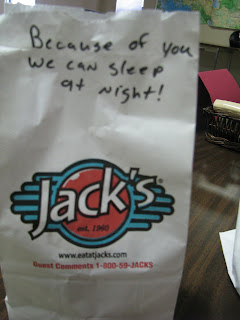 Because of you
we can sleep
at night!
Jack's®
est. 1960
www.eatatjacks.com
Guest Comments 1-800-59-JACKS